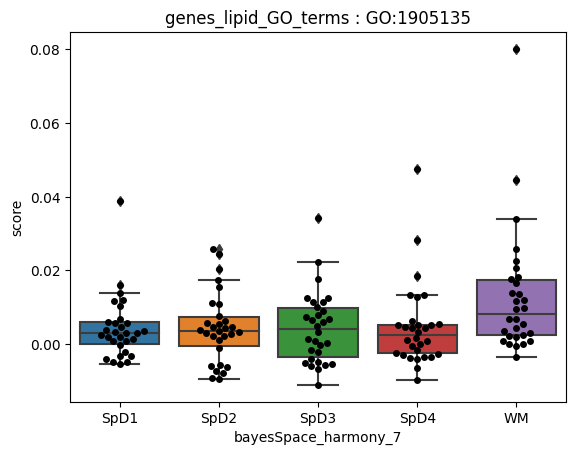 genes_lipid_GO_terms : GO:1905135
0.08
0.06
0.04
0.02
0.00
score
SpD1 SpD2 SpD3 SpD4 WM
bayesSpace_harmony_7